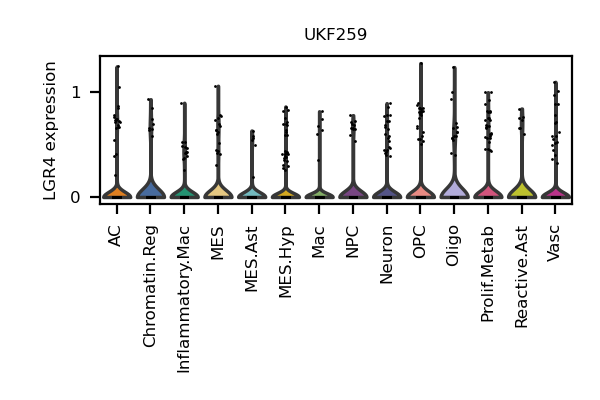 UKF259
LGR4 expression
1
0
AC
Chromatin.Reg
Inflammatory.Mac
MES
MES.Ast
MES.Hyp
Mac
NPC
Neuron
OPC
Oligo
Prolif.Metab
Reactive.Ast
Vasc